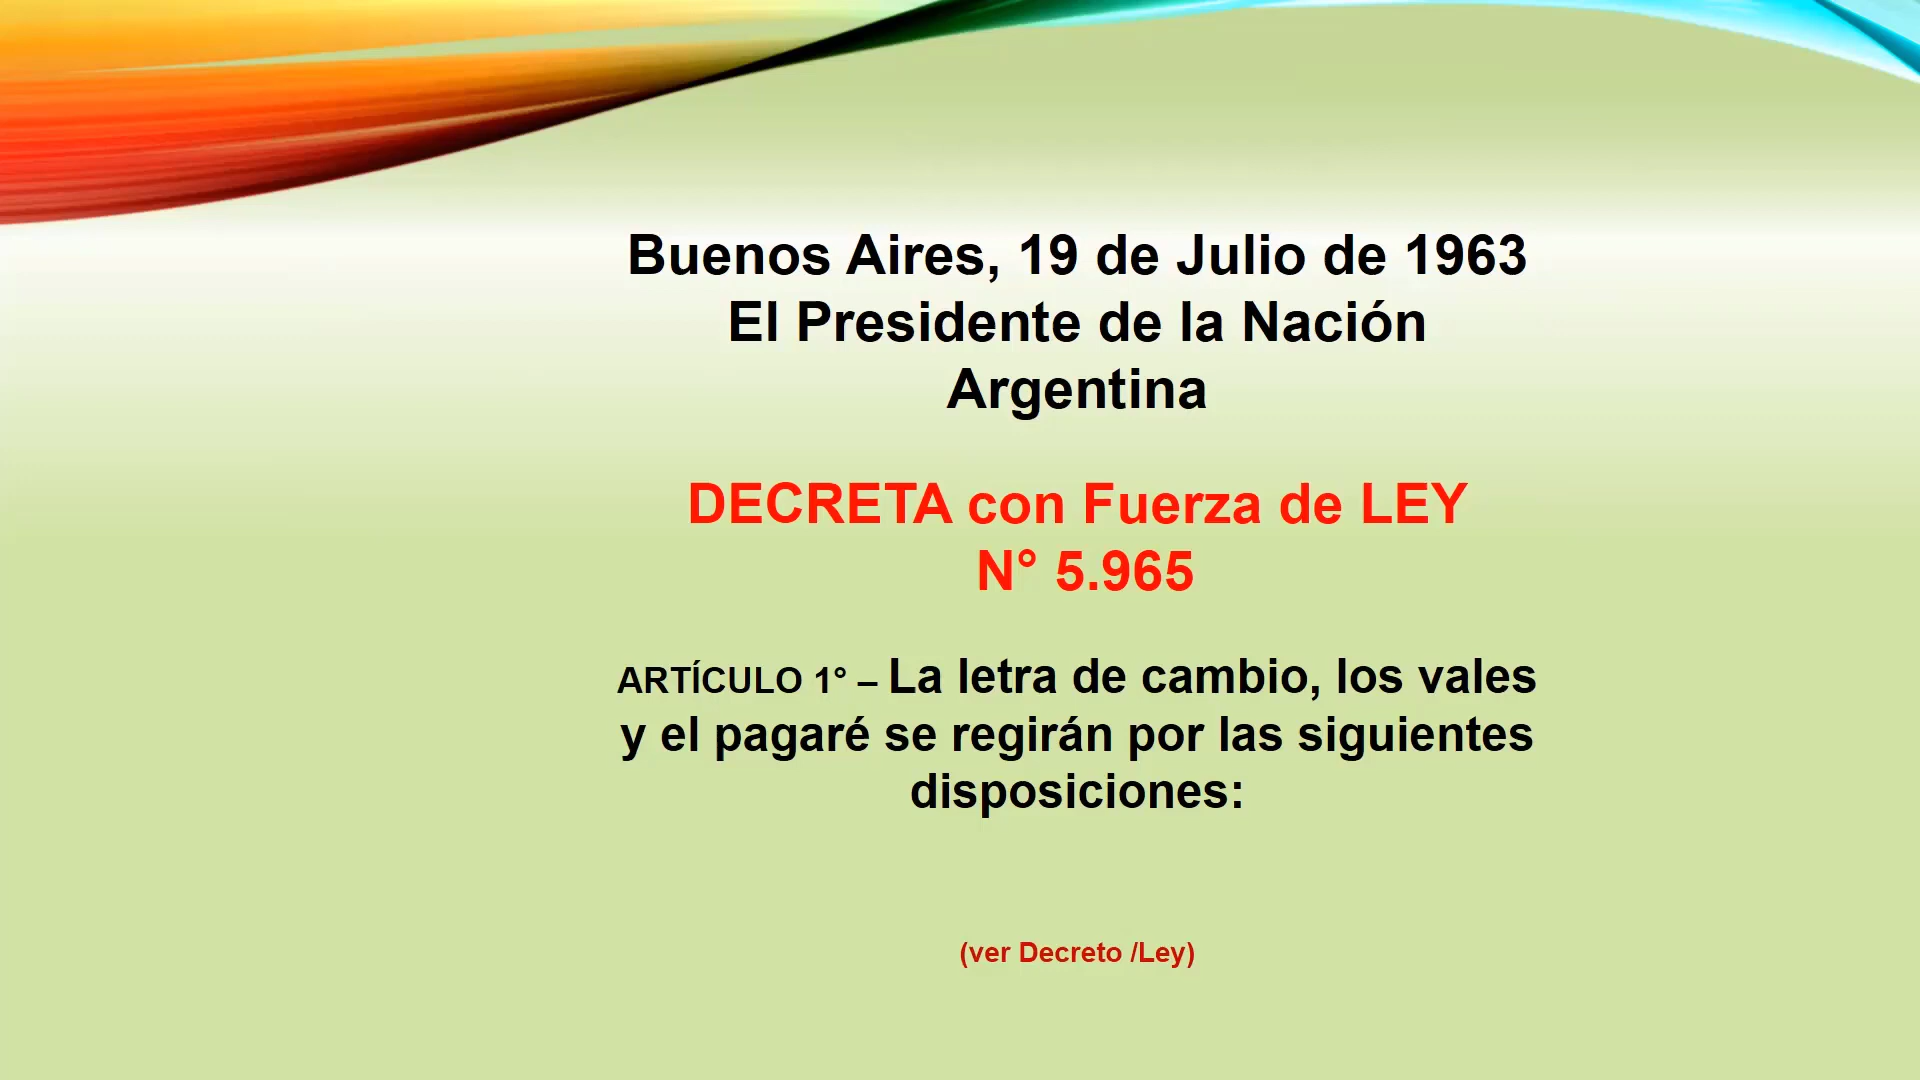 Buenos Aires, 19 de Julio de 1963
El Presidente de la Nación
Argentina
DECRETA con Fuerza de LEY
N° 5.965
ARTÍCULO 1° – La letra de cambio, los vales
y el pagaré se regirán por las siguientes
disposiciones:
(ver Decreto /Ley)